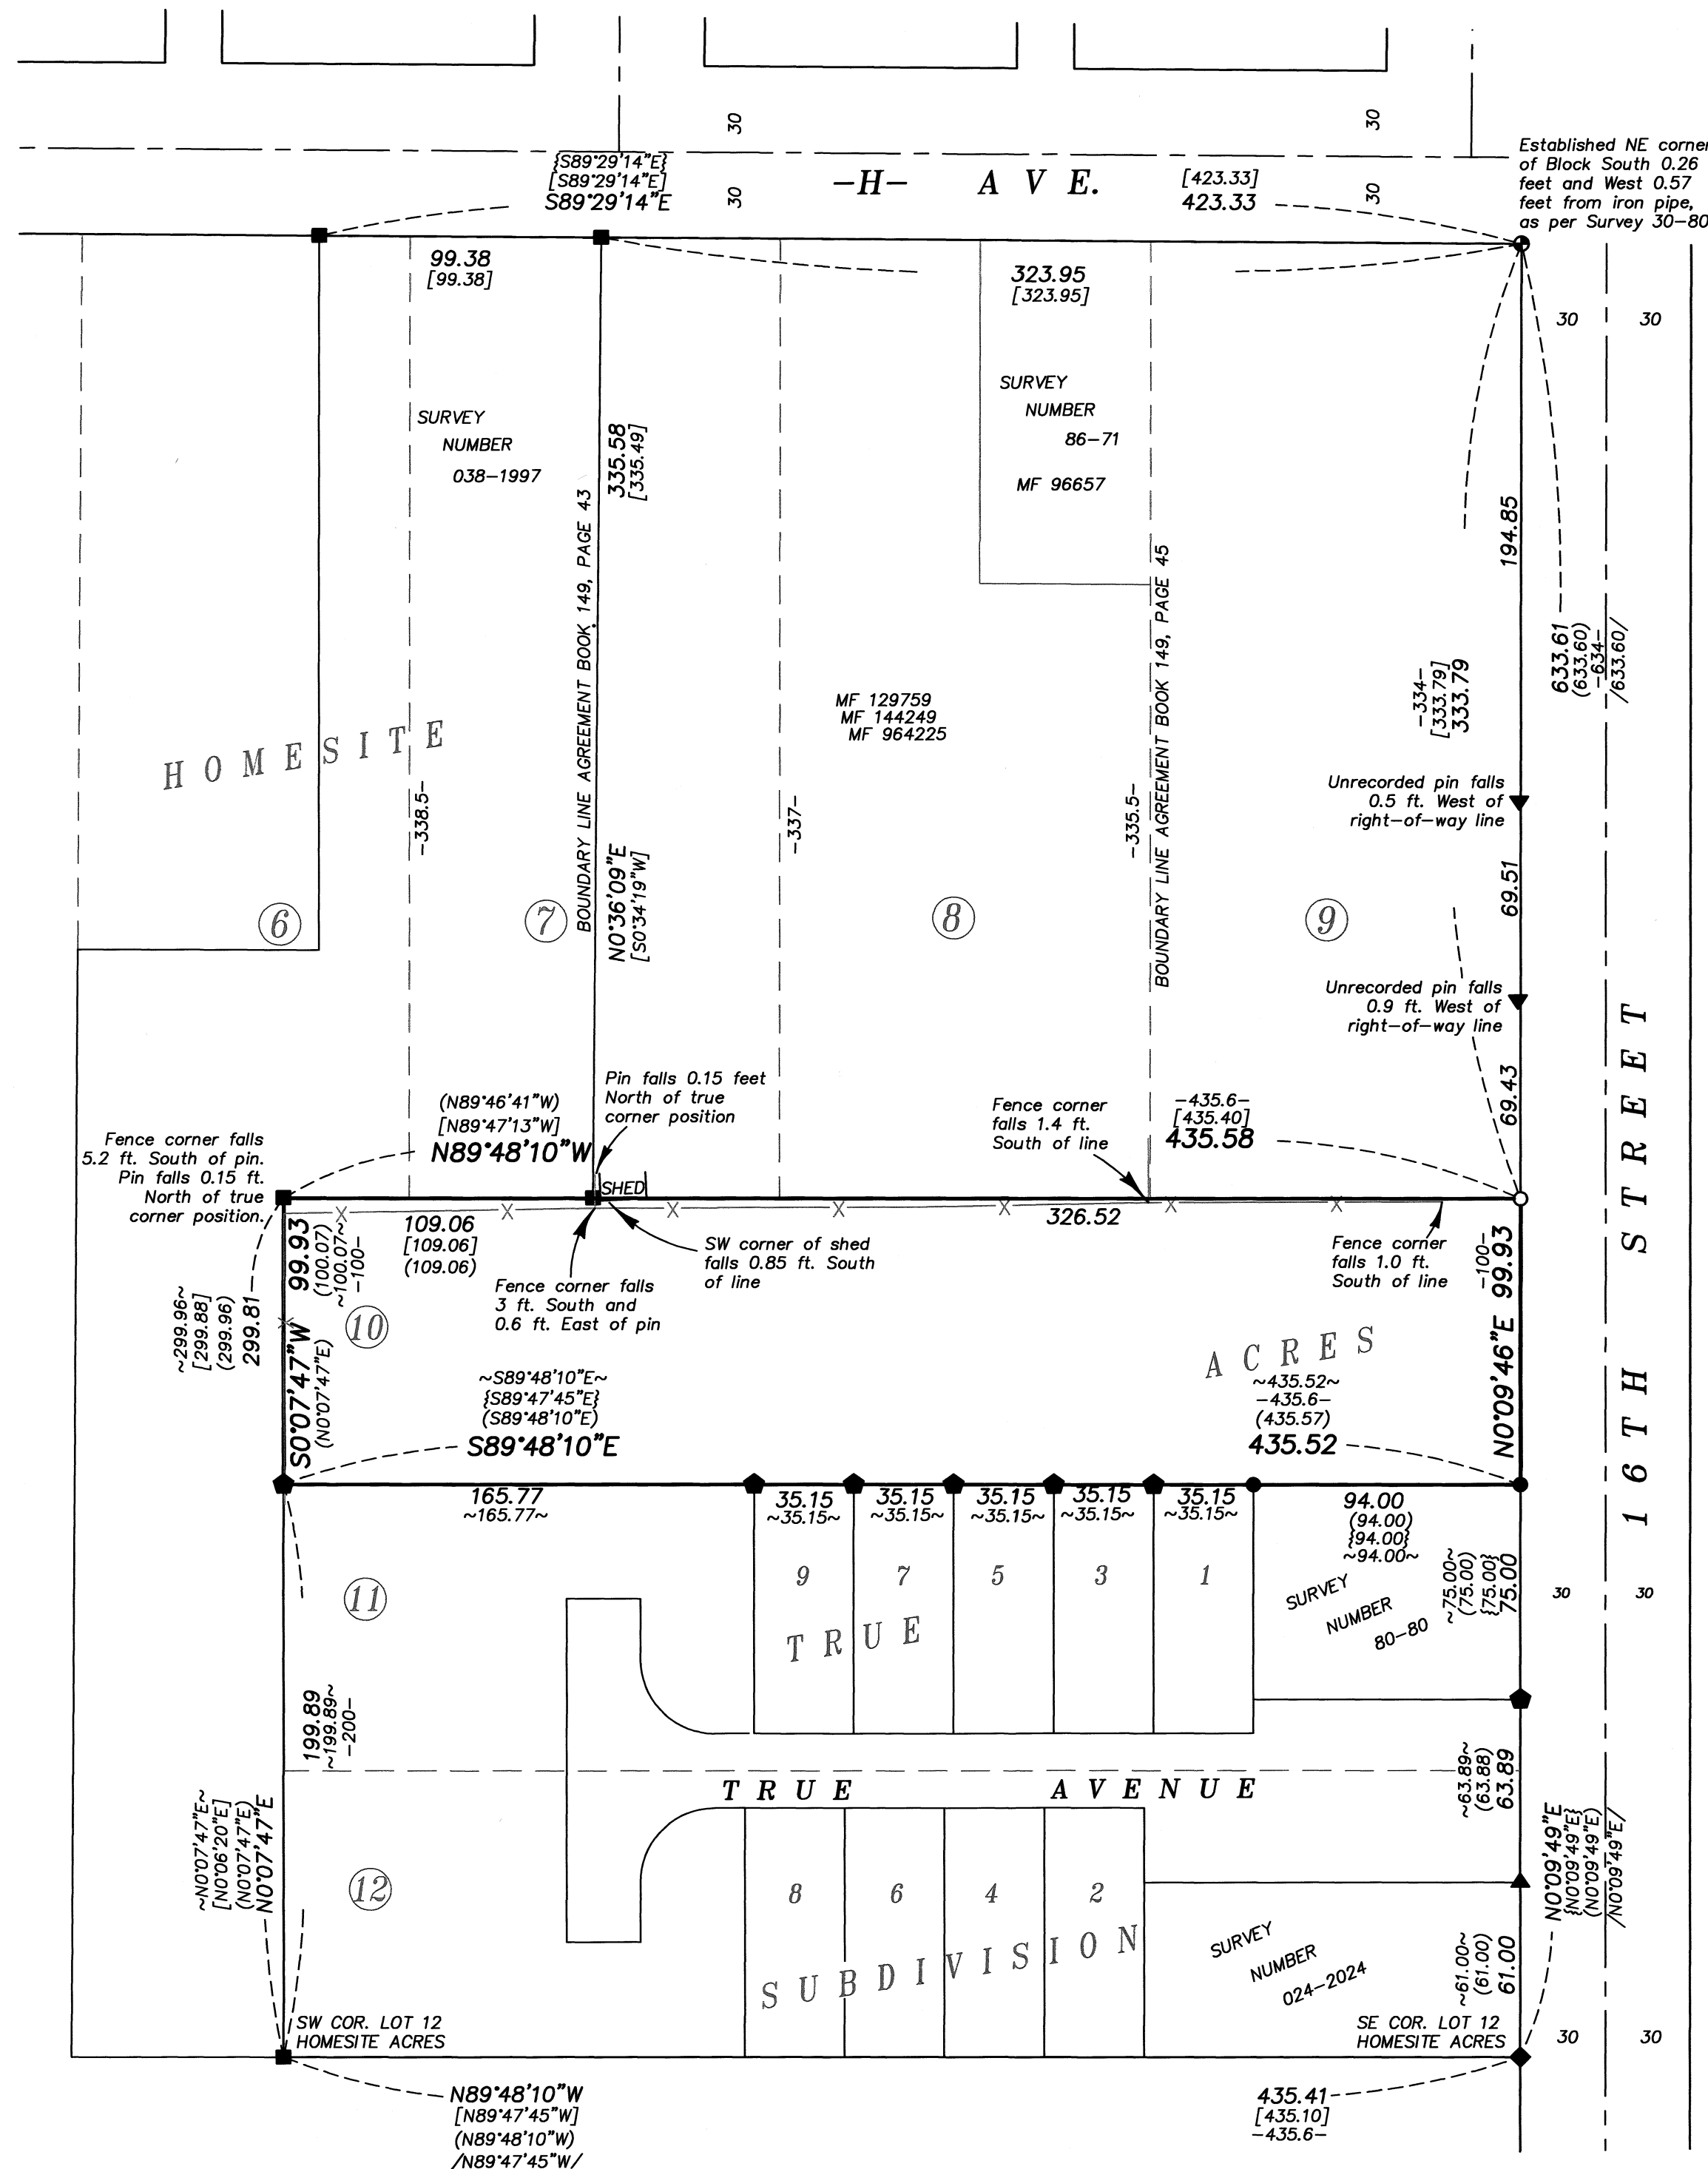 30
30
Established NE corner
of Block South 0.26
feet and West 0.57
feet from iron pipe,
as per Survey 30-80
{S89°29'14"E}
[S89°29'14"E]
S89°29'14"E
30
-H- AVE.
[423.33]
423.33
30
99.38
[99.38]
323.95
[323.95]
30
30
SURVEY
NUMBER
038-1997
SURVEY
NUMBER
86-71
MF 96657
335.58
[335.49]
BOUNDARY LINE AGREEMENT BOOK 149, PAGE 43
BOUNDARY LINE AGREEMENT BOOK 149, PAGE 45
194.85
633.61
(633.60)
-634-
/633.60/
-334-
[333.79]
333.79
MF 129759
MF 144249
MF 964225
HOMESITE
-338.5-
-337-
-335.5-
Unrecorded pin falls
0.5 ft. West of
right-of-way line
N0°36'09"E
[S0°34'19"W]
69.51
6
7
8
9
Unrecorded pin falls
0.9 ft. West of
right-of-way line
69.43
16TH STREET
Pin falls 0.15 feet
North of true
corner position
(N89°46'41"W)
[N89°47'13"W]
N89°48'10"W
Fence corner
falls 1.4 ft.
South of line
-435.6-
[435.40]
435.58
Fence corner falls
5.2 ft. South of pin.
Pin falls 0.15 ft.
North of true
corner position.
SHED
109.06
[109.06]
(109.06)
326.52
SW corner of shed
falls 0.85 ft. South
of line
Fence corner falls
3 ft. South and
0.6 ft. East of pin
Fence corner
falls 1.0 ft.
South of line
~299.96~
[299.88]
(299.96)
299.81
S0°07'47"W 99.93
(N0°07'47"E)
(100.07)
~100.07~
-100-
-100-
N0°09'46"E 99.93
10
ACRES
~S89°48'10"E~
{S89°47'45"E}
(S89°48'10"E)
S89°48'10"E
~435.52~
-435.6-
(435.57)
435.52
165.77
~165.77~
35.15
~35.15~
35.15
~35.15~
35.15
~35.15~
35.15
~35.15~
35.15
~35.15~
94.00
(94.00)
{94.00}
~94.00~
~75.00~
(75.00)
{75.00}
75.00
9
7
5
3
1
SURVEY
NUMBER
80-80
30
30
11
TRUE
199.89
~199.89~
-200-
TRUE AVENUE
~63.89~
(63.88)
63.89
~N0°07'47"E~
[N0°06'20"E]
(N0°07'47"E)
N0°07'47"E
N0°09'49"E
{N0°09'49"E}
(N0°09'49"E)
/N0°09'49"E/
12
8
6
4
2
SUBDIVISION
SURVEY
NUMBER
024-2024
~61.00~
(61.00)
61.00
SW COR. LOT 12
HOMESITE ACRES
SE COR. LOT 12
HOMESITE ACRES
30
30
N89°48'10"W
[N89°47'45"W]
(N89°48'10"W)
/N89°47'45"W/
435.41
[435.10]
-435.6-